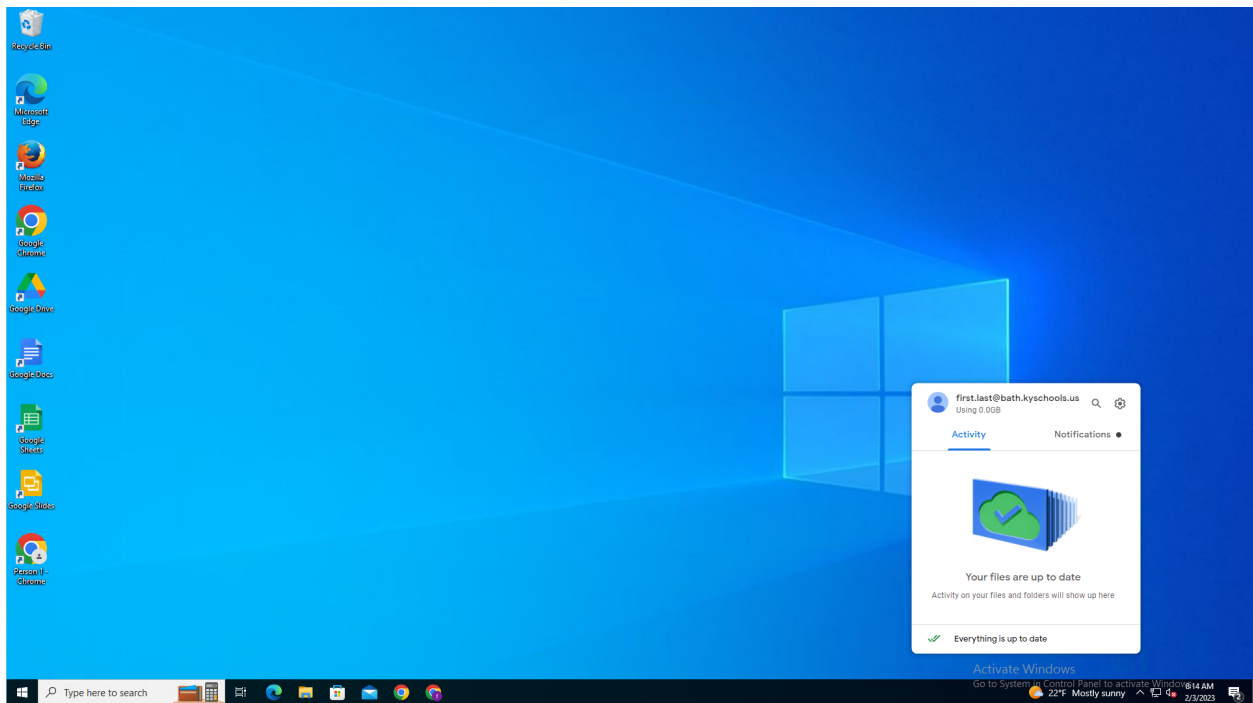 Recycle Bin
Microsoft
Edge
Mozilla
Firefox
Google
Chrome
Google Drive
Google Docs
Google
Sheets
Google Slides
Person 1 -
Chrome
first.last@bath.kyschools.us
Using 0.0GB
Activity
Notifications
Your files are up to date
Activity on your files and folders will show up here
Everything is up to date
Activate Windows
Go to System in Control Panel to activate Windows
Type here to search
22°F Mostly sunny
8:14 AM
2/3/2023
2